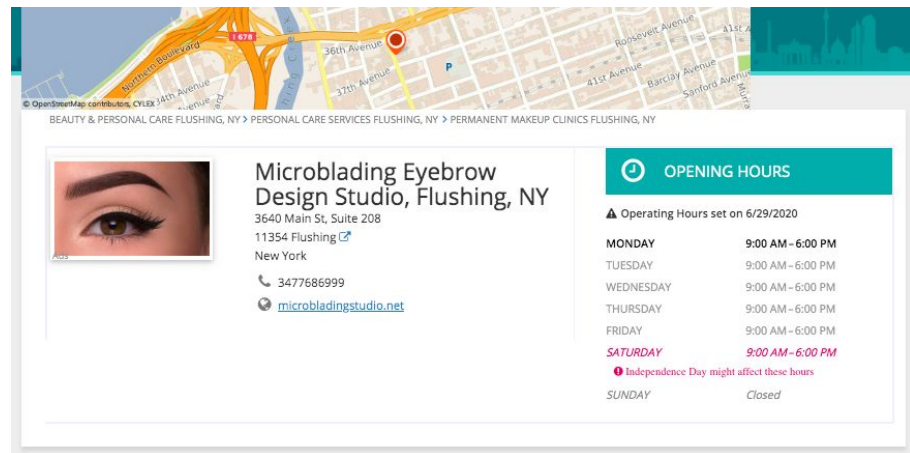 Northern Boulevard
I 678
36th Avenue
37th Avenue
34th Avenue
Roosevelt Avenue
41st A
41st Avenue
Barclay Avenue
Sanford Avenue
P
© OpenStreetMap contributors, CYLEX
BEAUTY & PERSONAL CARE FLUSHING, NY > PERSONAL CARE SERVICES FLUSHING, NY > PERMANENT MAKEUP CLINICS FLUSHING, NY
Microblading Eyebrow
Design Studio, Flushing, NY
3640 Main St, Suite 208
11354 Flushing
New York
3477686999
microbladingstudio.net
Ads
OPENING HOURS
Operating Hours set on 6/29/2020
MONDAY 9:00 AM – 6:00 PM
TUESDAY 9:00 AM – 6:00 PM
WEDNESDAY 9:00 AM – 6:00 PM
THURSDAY 9:00 AM – 6:00 PM
FRIDAY 9:00 AM – 6:00 PM
SATURDAY 9:00 AM – 6:00 PM
Independence Day might affect these hours
SUNDAY Closed